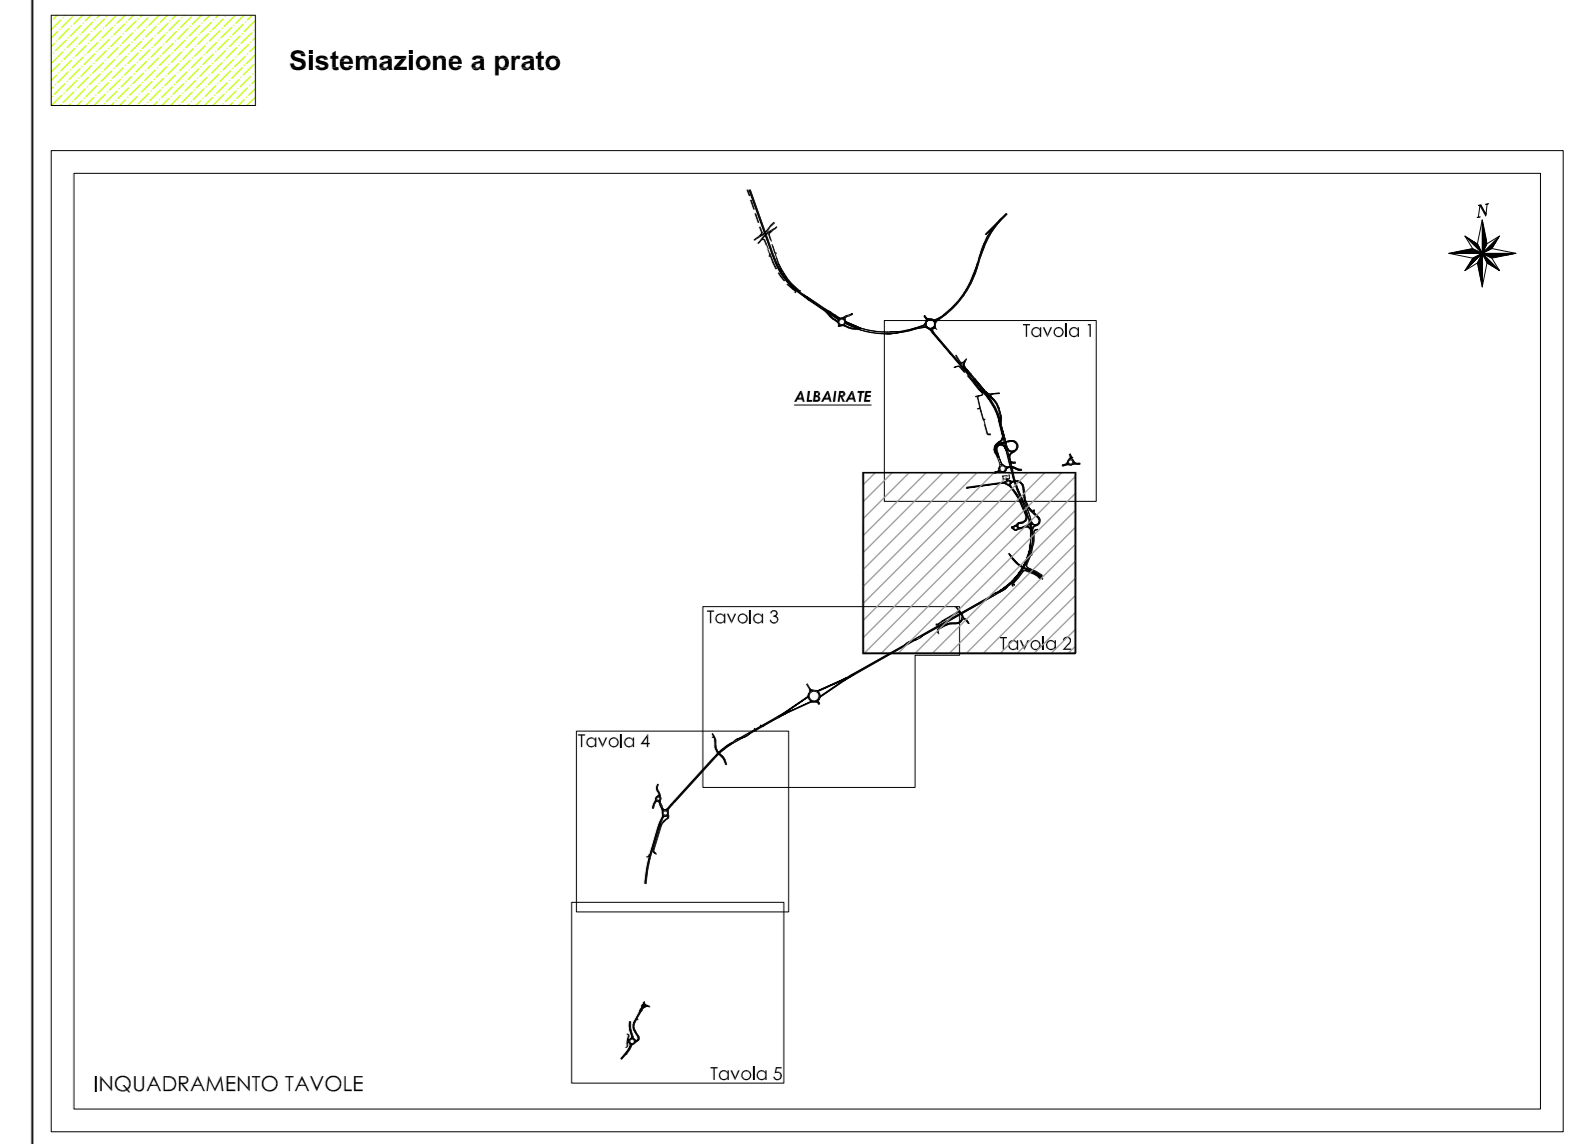 Sistemazione a prato
N
Tavola 1
ALBAIRATE
Tavola 3
Tavola 2
Tavola 4
Tavola 5
INQUADRAMENTO TAVOLE